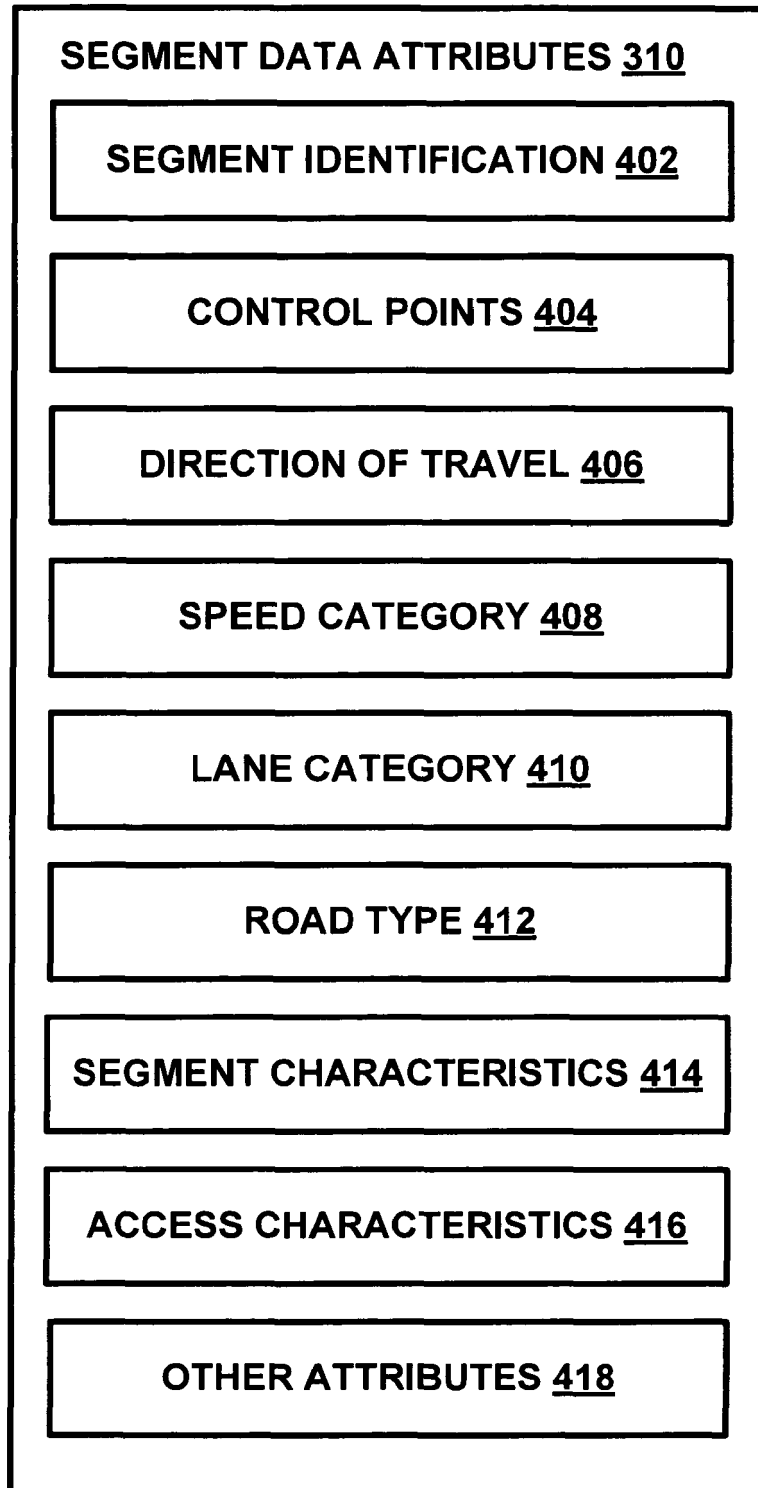 SEGMENT DATA ATTRIBUTES 310
SEGMENT IDENTIFICATION 402
CONTROL POINTS 404
DIRECTION OF TRAVEL 406
SPEED CATEGORY 408
LANE CATEGORY 410
ROAD TYPE 412
SEGMENT CHARACTERISTICS 414
ACCESS CHARACTERISTICS 416
OTHER ATTRIBUTES 418